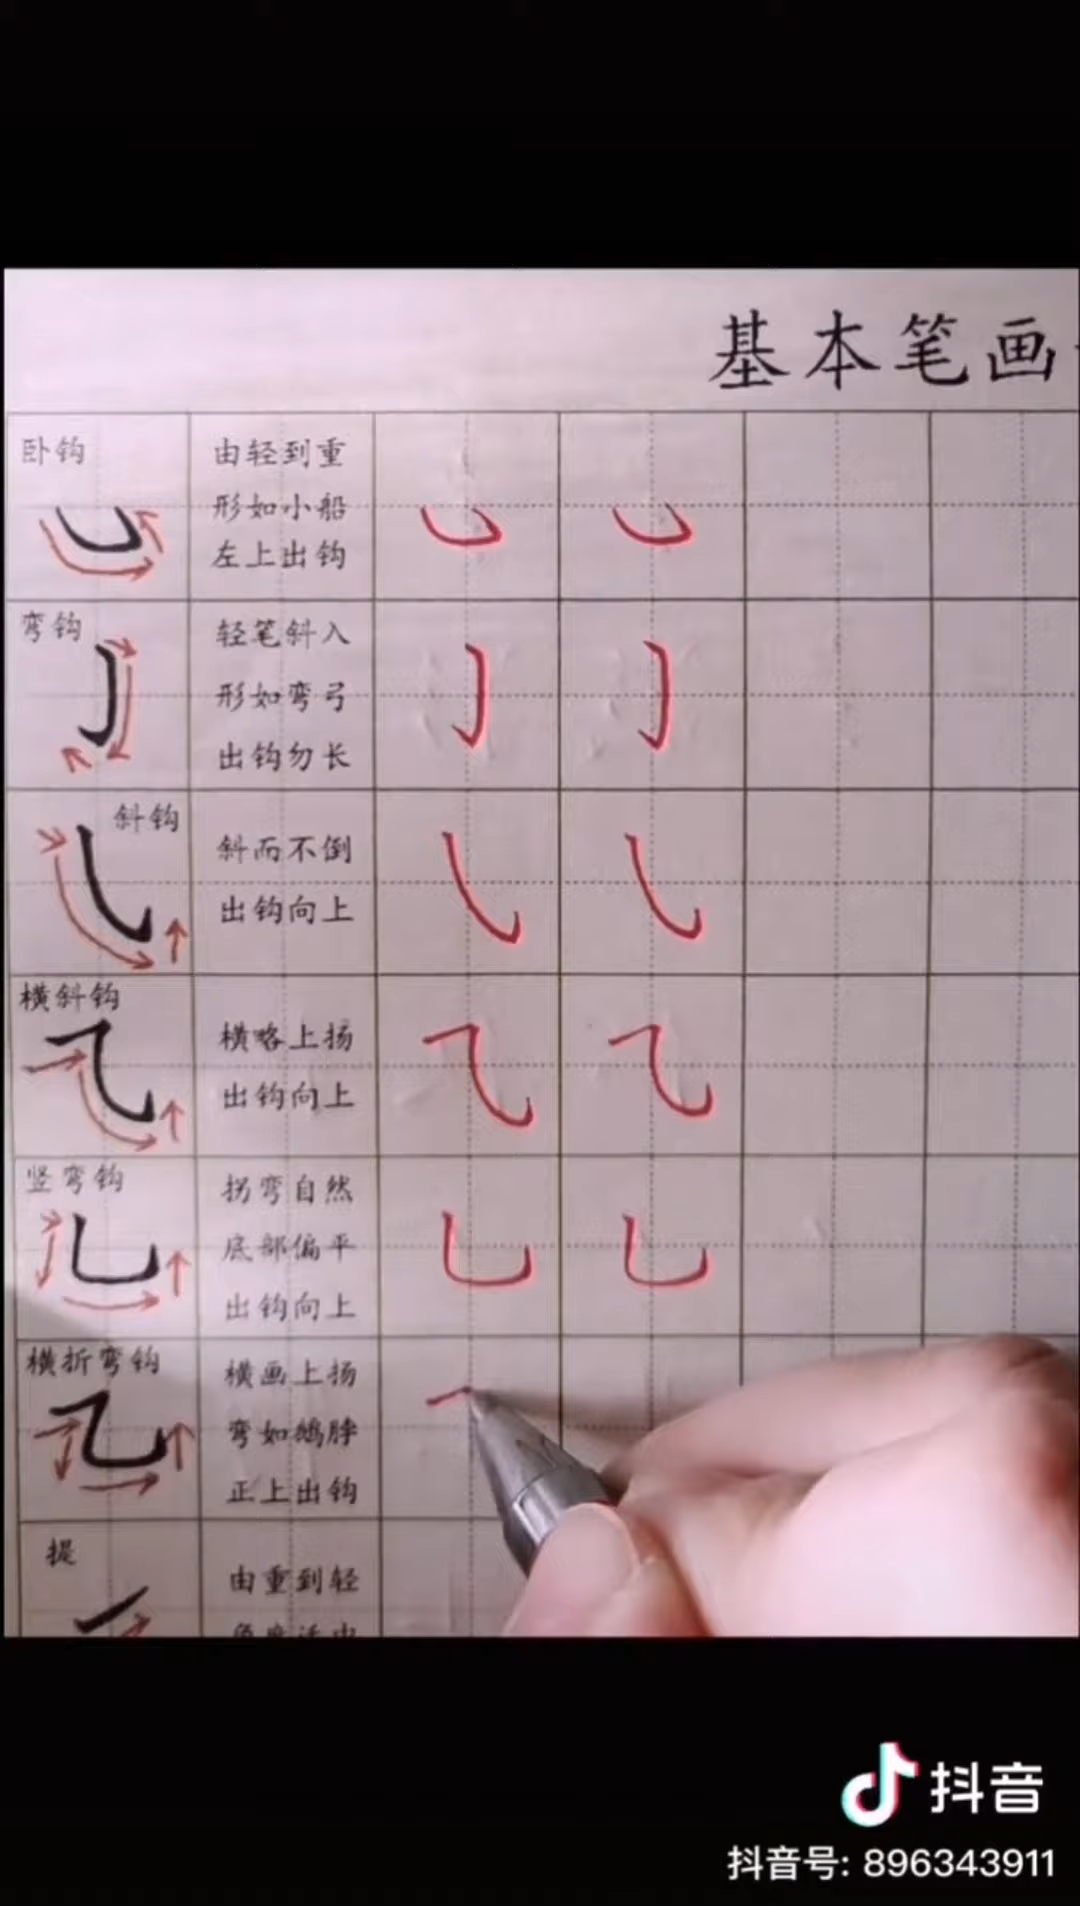 基本笔画
卧钩
由轻到重
形如小船
左上出钩
弯钩
轻笔斜入
形如弯弓
出钩勿长
斜钩
斜而不倒
出钩向上
横斜钩
横略上扬
出钩向上
竖弯钩
拐弯自然
底部偏平
出钩向上
横折弯钩
横画上扬
弯如鹅脖
正上出钩
提
由重到轻
抖音
抖音号: 896343911